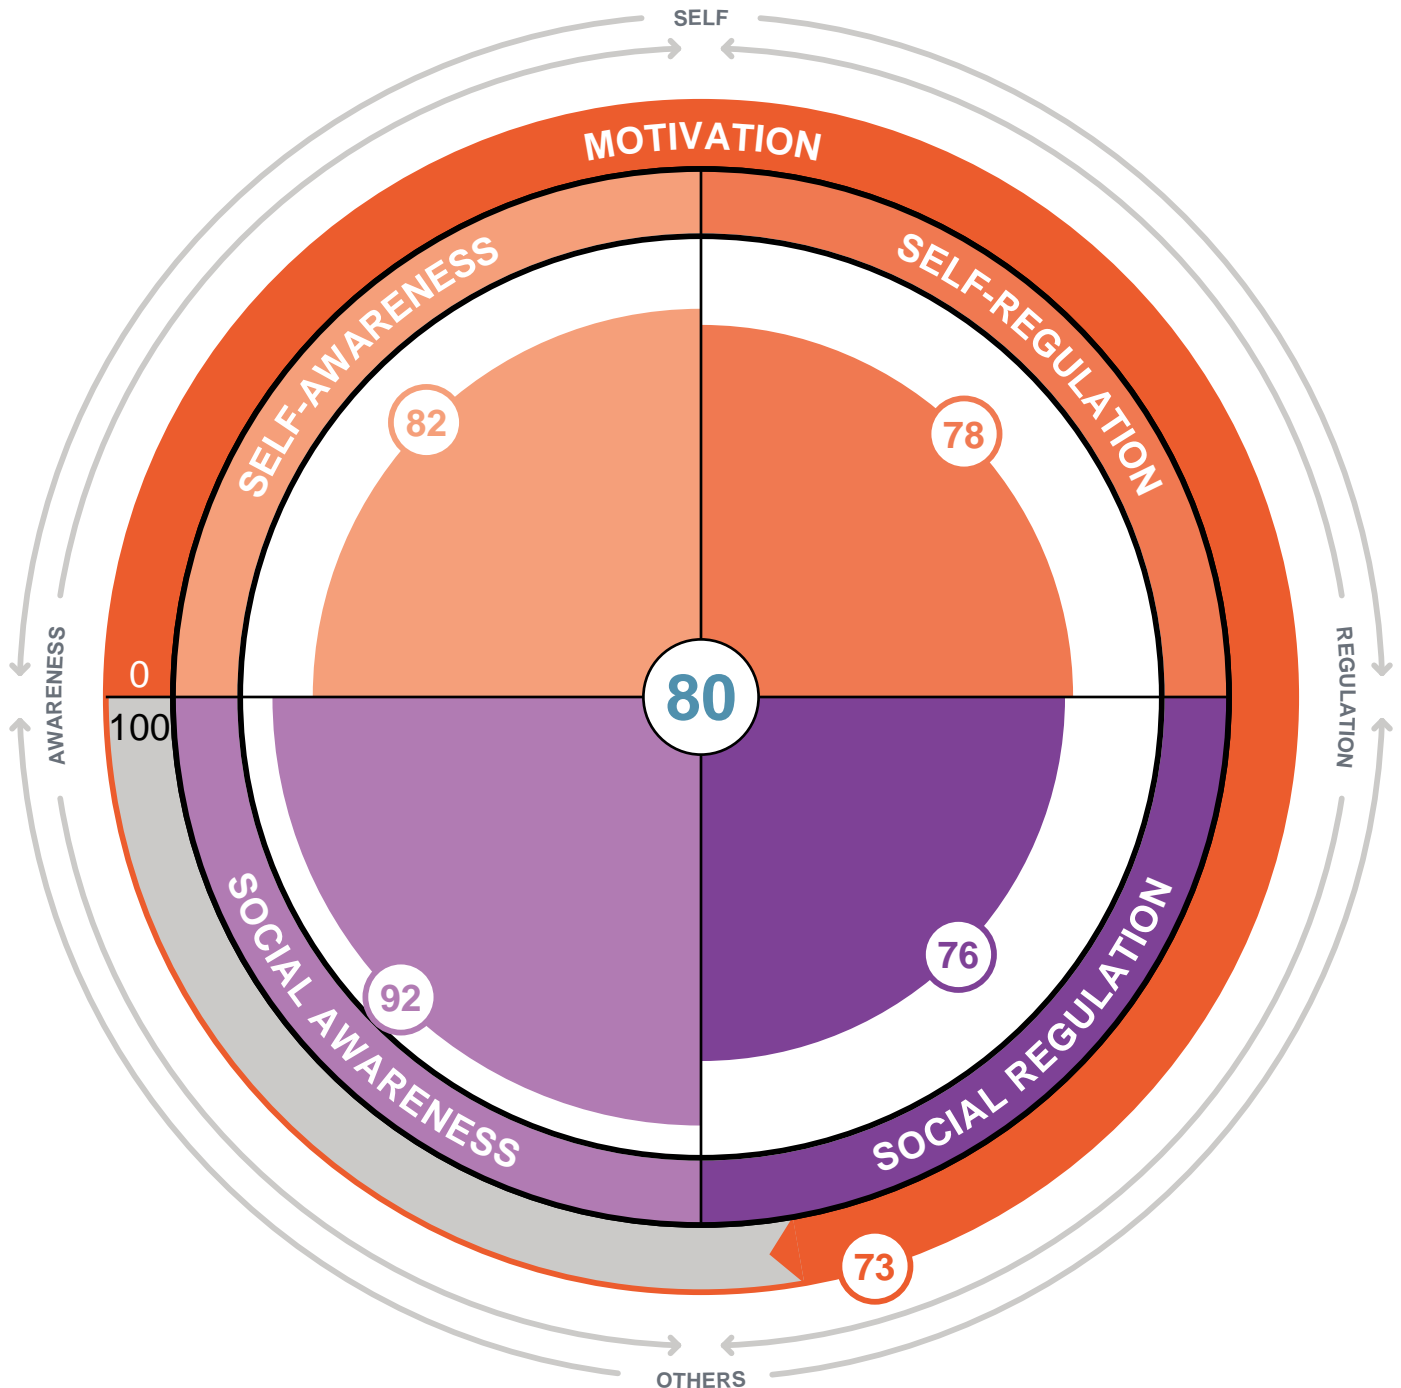 SELF
MOTIVATION
SELF-AWARENESS
SELF-REGULATION
82
78
AWARENESS
REGULATION
0
100
80
92
76
SOCIAL AWARENESS
SOCIAL REGULATION
73
OTHERS